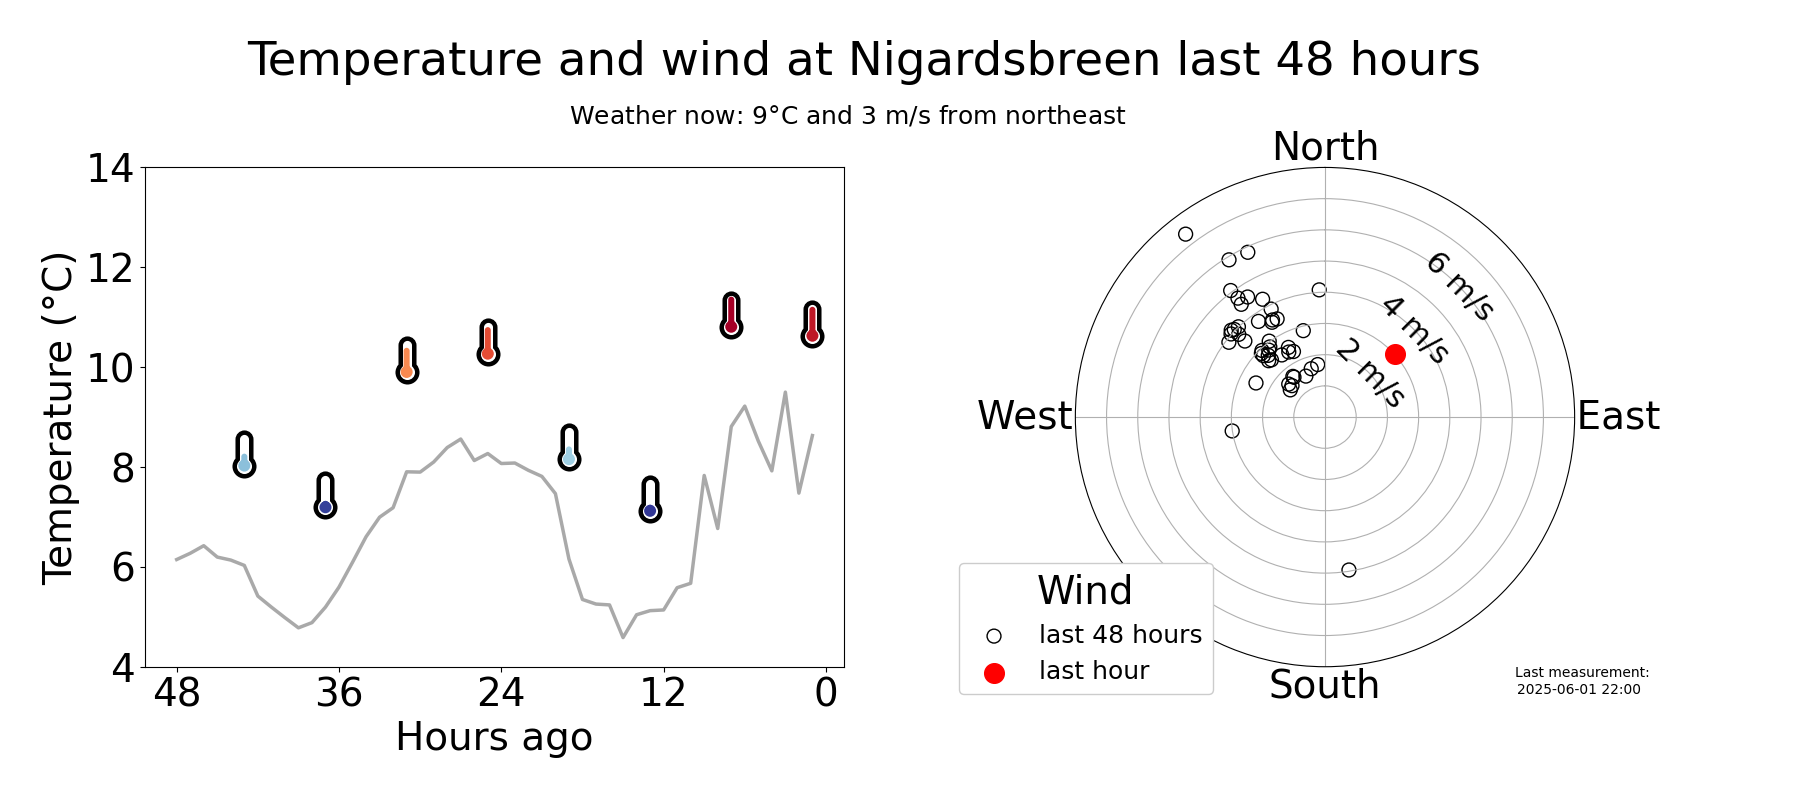 Temperature and wind at Nigardsbreen last 48 hours
Weather now: 9°C and 3 m/s from northeast
Temperature (°C)
14
12
10
8
6
4
48 36 24 12 0
Hours ago
North
West
East
South
6 m/s
4 m/s
2 m/s
Wind
last 48 hours
last hour
Last measurement:
2025-06-01 22:00